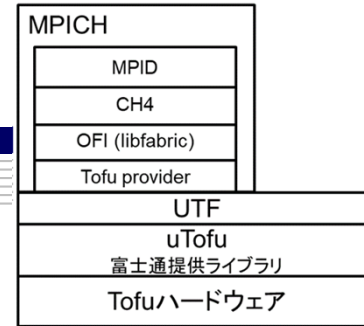 MPICH
MPID
CH4
OFI (libfabric)
Tofu provider
UTF
uTofu
富士通提供ライブラリ
Tofuハードウェア